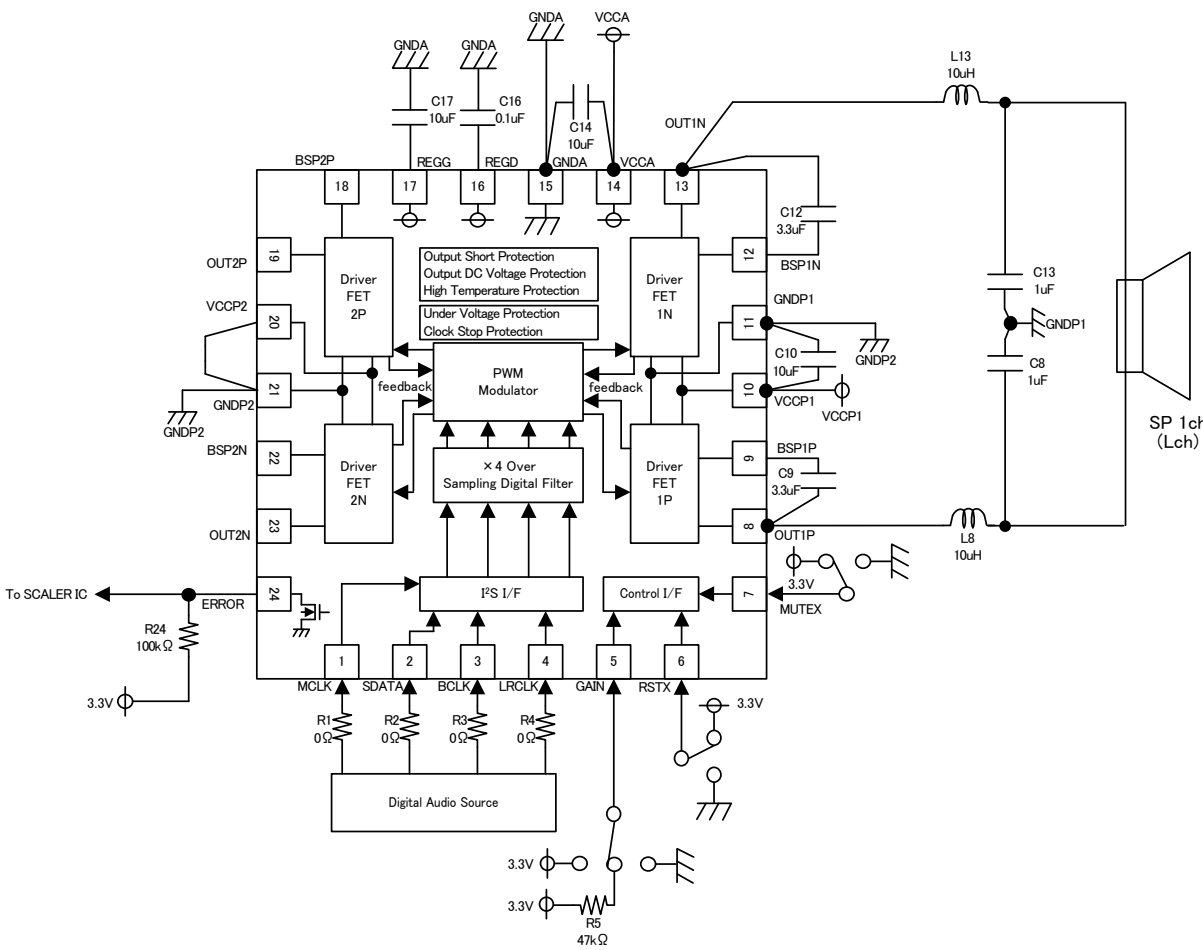 GNDA
VCCA
GNDA
GNDA
L13
10uH
C17
10uF
C16
0.1uF
C14
10uF
OUT1N
BSP2P
REGG
REGD
GNDA
VCCA
18
17
16
15
14
13
C12
3.3uF
19
OUT2P
12
BSP1N
Driver
FET
2P
Output Short Protection
Output DC Voltage Protection
High Temperature Protection
Under Voltage Protection
Clock Stop Protection
Driver
FET
1N
VCCP2
20
GNDP1
11
C13
1uF
GNDP1
C10
10uF
GNDP2
C8
1uF
PWM
Modulator
feedback
feedback
21
GNDP2
GNDP2
10
VCCP1
VCCP1
SP 1ch
(Lch)
BSP2N
22
Driver
FET
2N
×4 Over
Sampling Digital Filter
Driver
FET
1P
9
BSP1P
C9
3.3uF
23
OUT2N
8
OUT1P
L8
10uH
To SCALER IC
ERROR
24
I²S I/F
Control I/F
7
MUTEX
3.3V
R24
100kΩ
3.3V
1
2
3
4
5
6
MCLK
SDATA
BCLK
LRCLK
GAIN
RSTX
3.3V
R1
0Ω
R2
0Ω
R3
0Ω
R4
0Ω
Digital Audio Source
3.3V
3.3V
R5
47kΩ